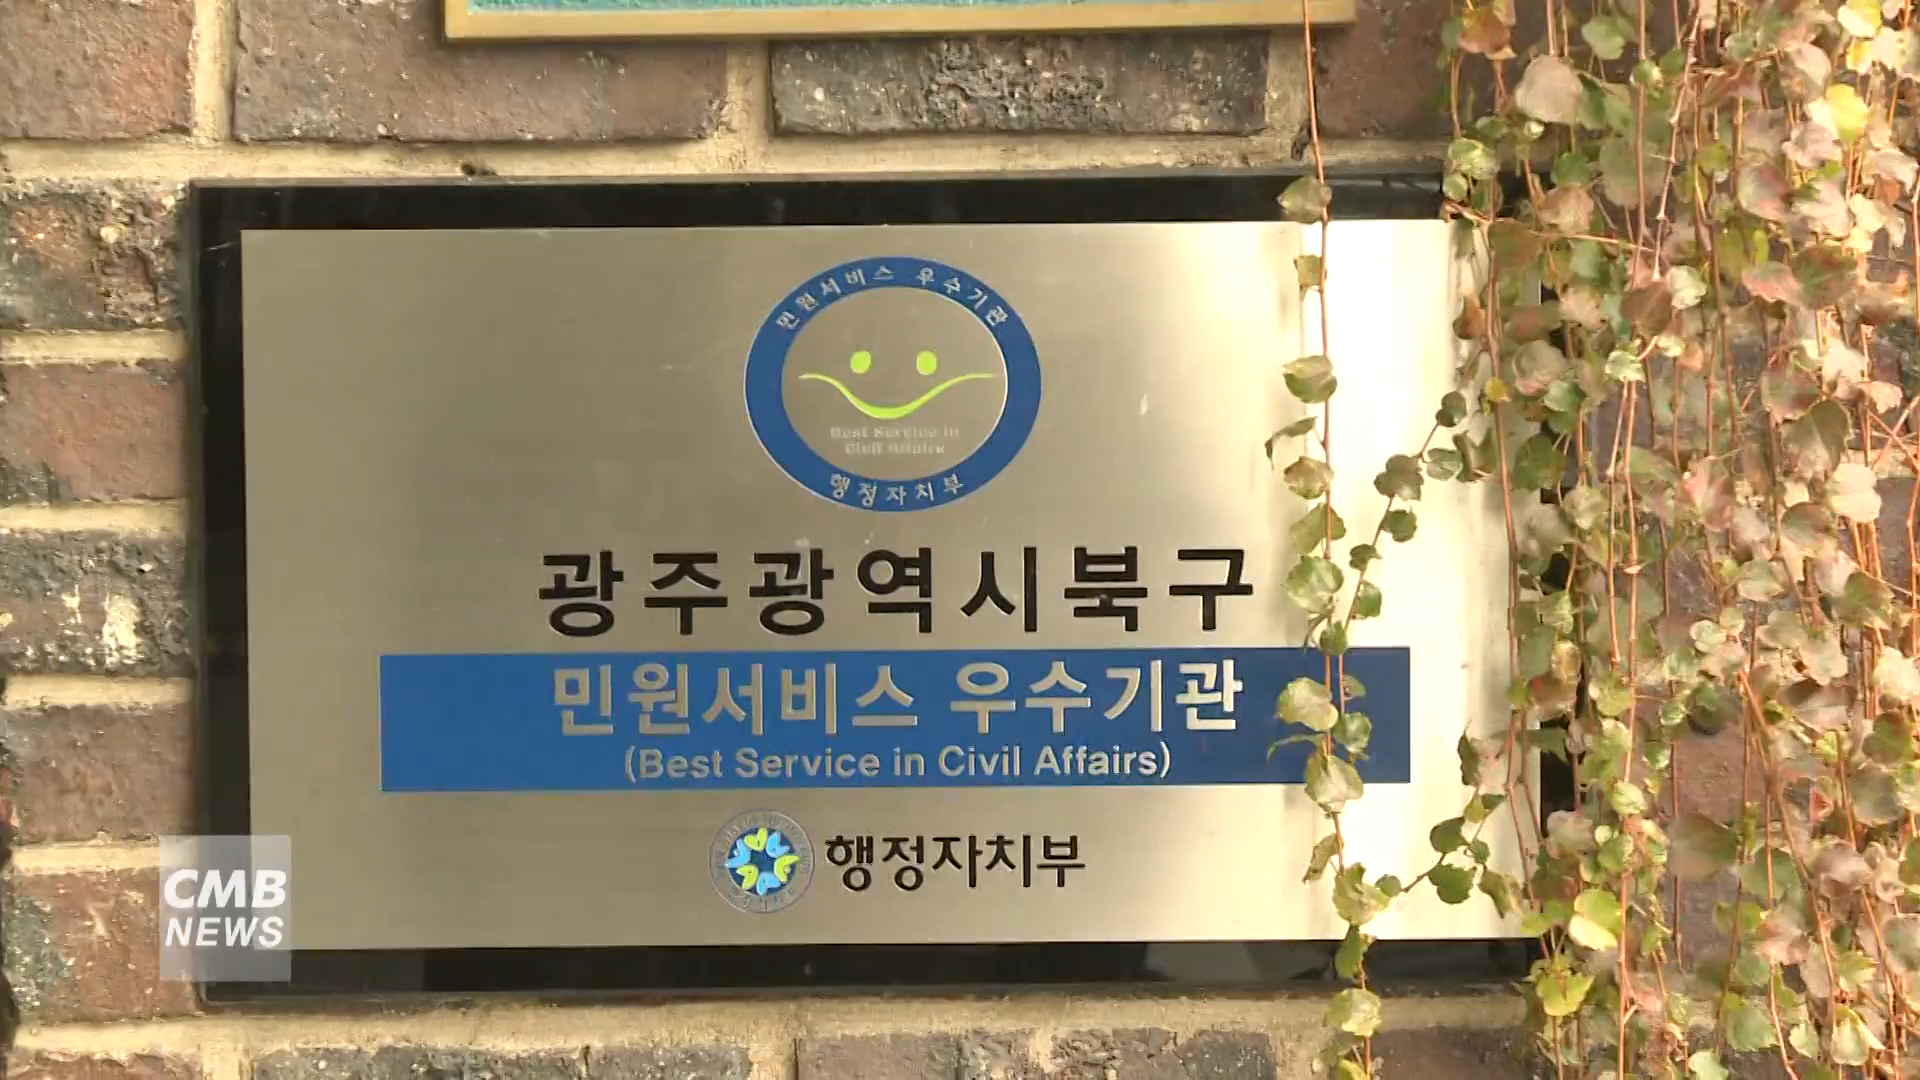 민원서비스 우수기관
Best Service in
Civil Affairs
행정자치부
광주광역시북구
민원서비스 우수기관
(Best Service in Civil Affairs)
행정자치부
CMB
NEWS